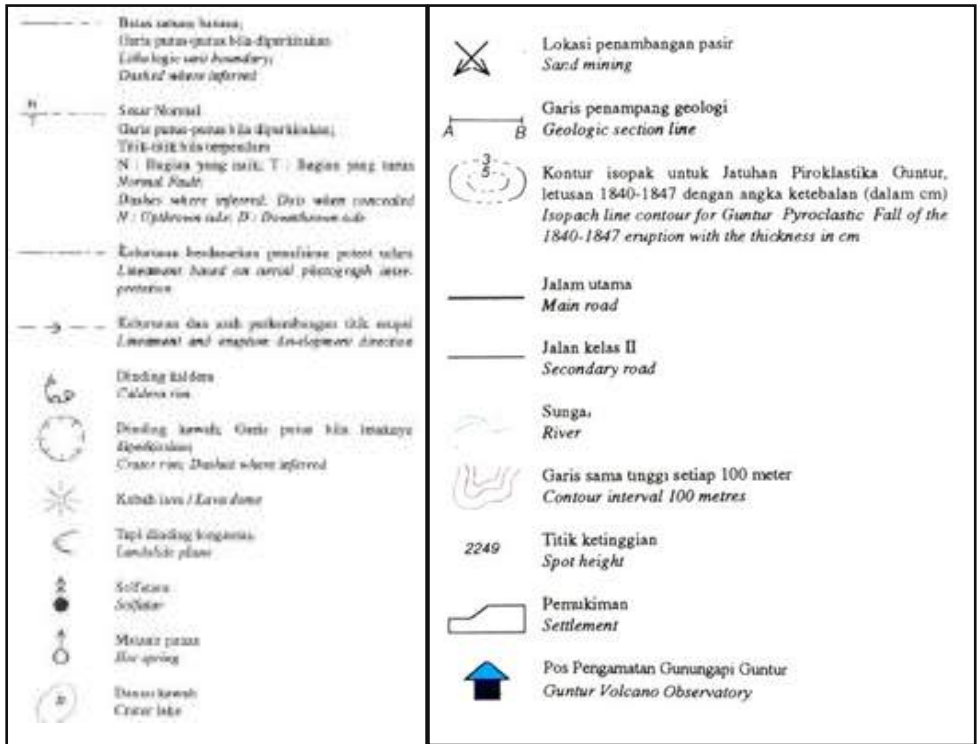 Batas satuan batuan;
Garis putus-putus bila diperkirakan
Lithologic unit boundary;
Dashed where inferred
N
T
Sesar Normal
Garis putus-putus bila diperkirakan;
Titik-titik bila terpendam
N : Bagian yang naik; T : Bagian yang turun
Normal Fault;
Dashes where inferred. Dots when concealed
N : Upthrown side; D : Downthrown side
Kelurusan berdasarkan penafsiran potret udara
Lineament based on aerial photograph inter-
pretation
Kelurusan dan arah perkembangan titik erupsi
Lineament and eruption development direction
Dinding kaldera
Caldera rim
Dinding kawah; Garis putus bila letaknya
diperkirakan
Crater rim; Dashed where inferred
Kubah lava / Lava dome
Tepi dinding longsoran,
Landslide plane
Solfatara
Solfatar
Mataair panas
Hot spring
Danau kawah
Crater lake
Lokasi penambangan pasir
Sand mining
A B
Garis penampang geologi
Geologic section line
3
5
Kontur isopak untuk Jatuhan Piroklastika Guntur,
letusan 1840-1847 dengan angka ketebalan (dalam cm)
Isopach line contour for Guntur Pyroclastic Fall of the
1840-1847 eruption with the thickness in cm
Jalam utama
Main road
Jalan kelas II
Secondary road
Sunga,
River
Garis sama tinggi setiap 100 meter
Contour interval 100 metres
2249
Titik ketinggian
Spot height
Pemukiman
Settlement
Pos Pengamatan Gunungapi Guntur
Guntur Volcano Observatory